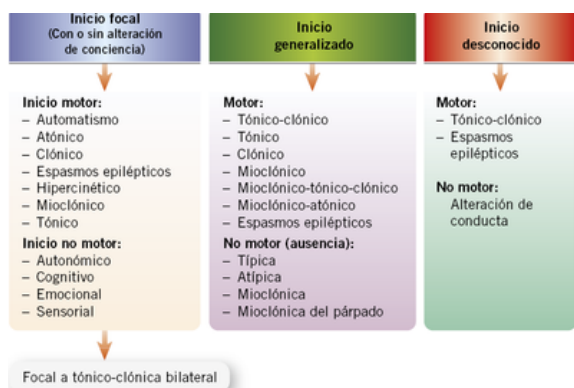 Inicio focal
(Con o sin alteración
de conciencia)
Inicio motor:
– Automatismo
– Atónico
– Clónico
– Espasmos epilépticos
– Hipercinético
– Mioclónico
– Tónico
Inicio no motor:
– Autonómico
– Cognitivo
– Emocional
– Sensorial
Focal a tónico-clónica bilateral
Inicio
generalizado
Motor:
– Tónico-clónico
– Tónico
– Clónico
– Mioclónico
– Mioclónico-tónico-clónico
– Mioclónico-atónico
– Espasmos epilépticos
No motor (ausencia):
– Típica
– Atípica
– Mioclónica
– Mioclónica del párpado
Inicio
desconocido
Motor:
– Tónico-clónico
– Espasmos
epilépticos
No motor:
Alteración de
conducta